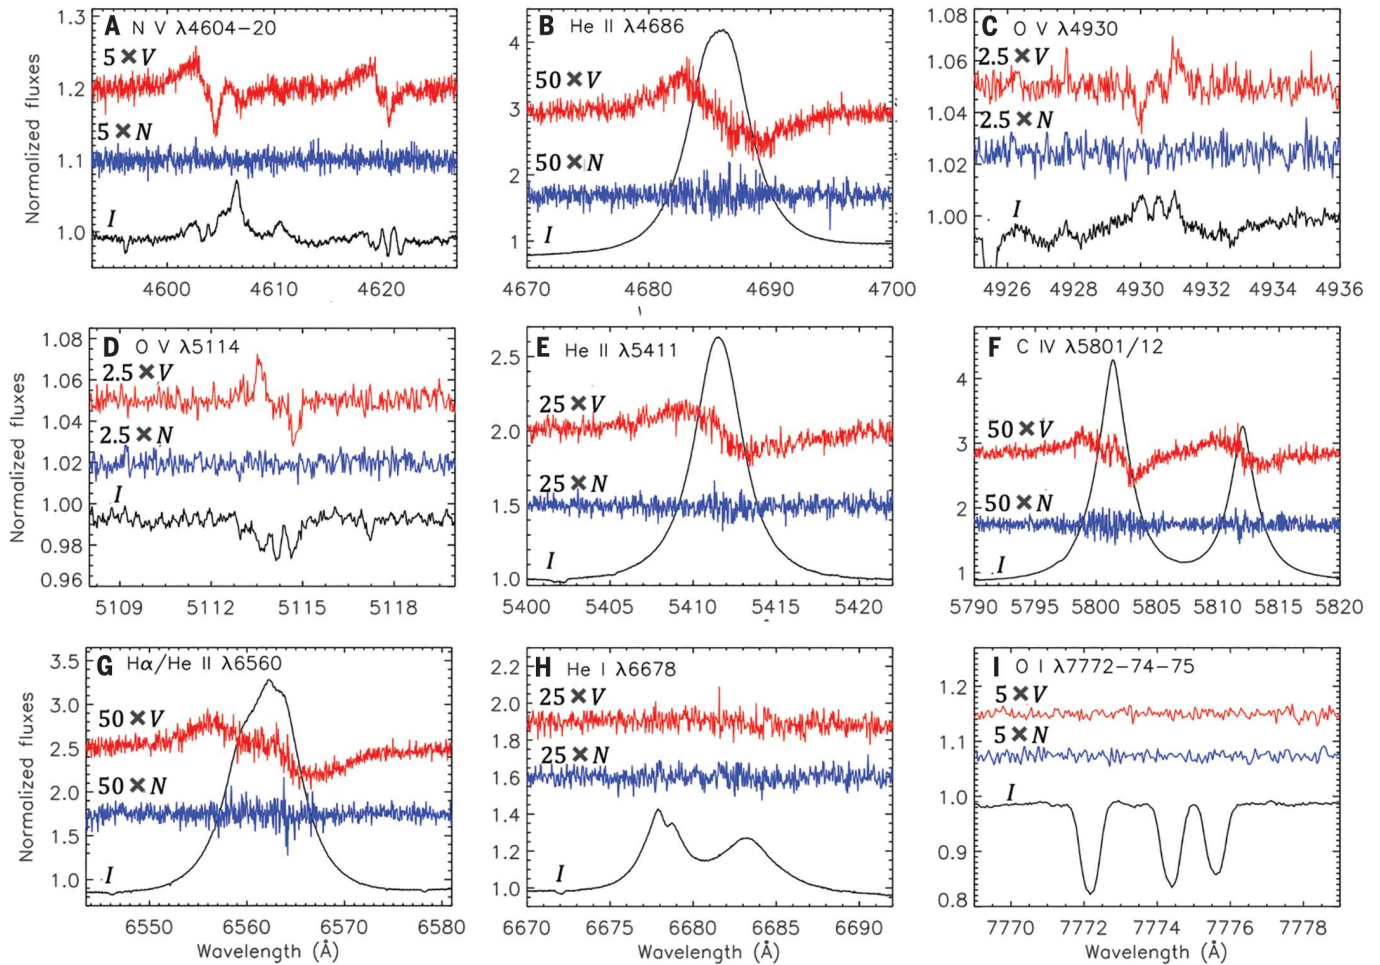 A N V λ4604–20
5 × V
5 × N
I
1.3
1.2
1.1
1.0
4600 4610 4620
Normalized fluxes
B He II λ4686
50 × V
50 × N
I
4
3
2
1
4670 4680 4690 4700
C O V λ4930
2.5 × V
2.5 × N
I
1.08
1.06
1.04
1.02
1.00
4926 4928 4930 4932 4934 4936
D O V λ5114
2.5 × V
2.5 × N
I
1.08
1.06
1.04
1.02
1.00
0.98
0.96
5109 5112 5115 5118
Normalized fluxes
E He II λ5411
25 × V
25 × N
I
2.5
2.0
1.5
1.0
5400 5405 5410 5415 5420
F C IV λ5801/12
50 × V
50 × N
I
4
3
2
1
5790 5795 5800 5805 5810 5815 5820
G Hα/He II λ6560
50 × V
50 × N
I
3.5
3.0
2.5
2.0
1.5
1.0
6550 6560 6570 6580
Wavelength (Å)
Normalized fluxes
H He I λ6678
25 × V
25 × N
I
2.2
2.0
1.8
1.6
1.4
1.2
1.0
6670 6675 6680 6685 6690
Wavelength (Å)
I O I λ7772–74–75
5 × V
5 × N
I
1.2
1.1
1.0
0.9
0.8
7770 7772 7774 7776 7778
Wavelength (Å)